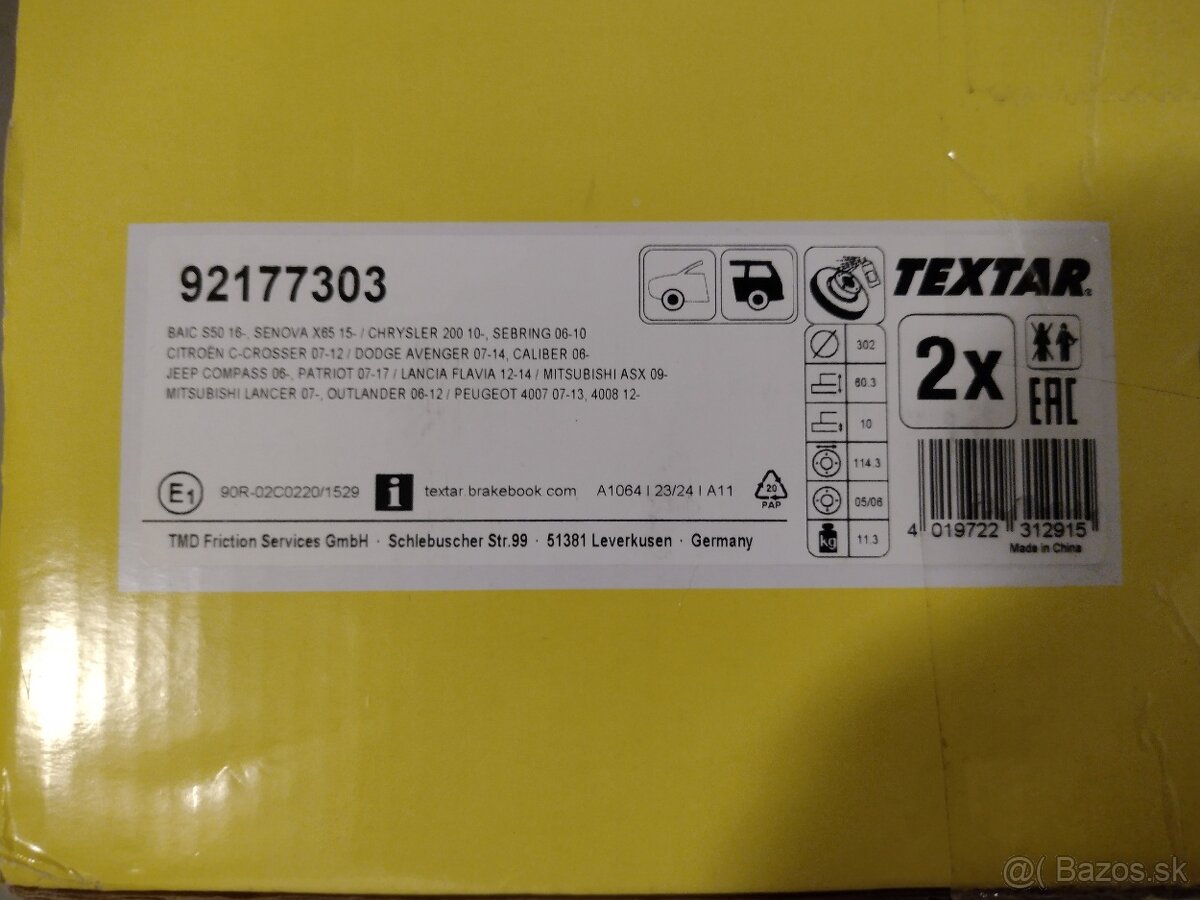 92177303
BAIC S50 16-, SENOVA X65 15- / CHRYSLER 200 10-, SEBRING 06-10
CITROËN C-CROSSER 07-12 / DODGE AVENGER 07-14, CALIBER 06-
JEEP COMPASS 06-, PATRIOT 07-17 / LANCIA FLAVIA 12-14 / MITSUBISHI ASX 09-
MITSUBISHI LANCER 07-, OUTLANDER 06-12 / PEUGEOT 4007 07-13, 4008 12-
E1 90R-02C0220/1529 i textar.brakebook.com A1064 | 23/24 | A11
20
PAP
TMD Friction Services GmbH · Schlebuscher Str.99 · 51381 Leverkusen · Germany
302
60.3
10
114.3
05/06
kg 11.3
TEXTAR®
2x
EAC
4 019722 312915
Made in China
@( Bazos.sk